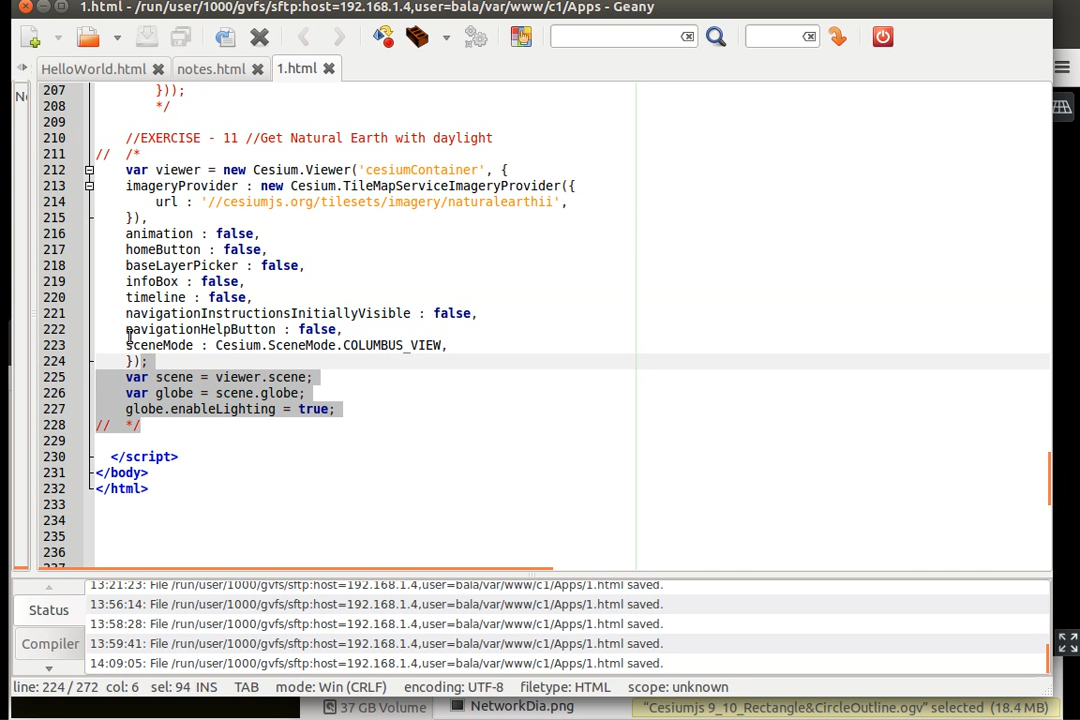 1.html - /run/user/1000/gvfs/sftp:host=192.168.1.4,user=bala/var/www/c1/Apps - Geany
HelloWorld.html
notes.html
1.html
207 }));
208 */
209
210 //EXERCISE - 11 //Get Natural Earth with daylight
211 // /*
212 var viewer = new Cesium.Viewer('cesiumContainer', {
213 imageryProvider : new Cesium.TileMapServiceImageryProvider({
214 url : '//cesiumjs.org/tilesets/imagery/naturalearthii',
215 }),
216 animation : false,
217 homeButton : false,
218 baseLayerPicker : false,
219 infoBox : false,
220 timeline : false,
221 navigationInstructionsInitiallyVisible : false,
222 navigationHelpButton : false,
223 sceneMode : Cesium.SceneMode.COLUMBUS_VIEW,
224 });
225 var scene = viewer.scene;
226 var globe = scene.globe;
227 globe.enableLighting = true;
228 // */
229
230 </script>
231 </body>
232 </html>
233
234
235
236
237
Status
Compiler
13:21:23: File /run/user/1000/gvfs/sftp:host=192.168.1.4,user=bala/var/www/c1/Apps/1.html saved.
13:56:14: File /run/user/1000/gvfs/sftp:host=192.168.1.4,user=bala/var/www/c1/Apps/1.html saved.
13:58:28: File /run/user/1000/gvfs/sftp:host=192.168.1.4,user=bala/var/www/c1/Apps/1.html saved.
13:59:41: File /run/user/1000/gvfs/sftp:host=192.168.1.4,user=bala/var/www/c1/Apps/1.html saved.
14:09:05: File /run/user/1000/gvfs/sftp:host=192.168.1.4,user=bala/var/www/c1/Apps/1.html saved.
line: 224 / 272 col: 6 sel: 94 INS TAB mode: Win (CRLF) encoding: UTF-8 filetype: HTML scope: unknown
37 GB Volume
NetworkDia.png
“Cesiumjs 9_10_Rectangle&CircleOutline.ogv” selected (18.4 MB)